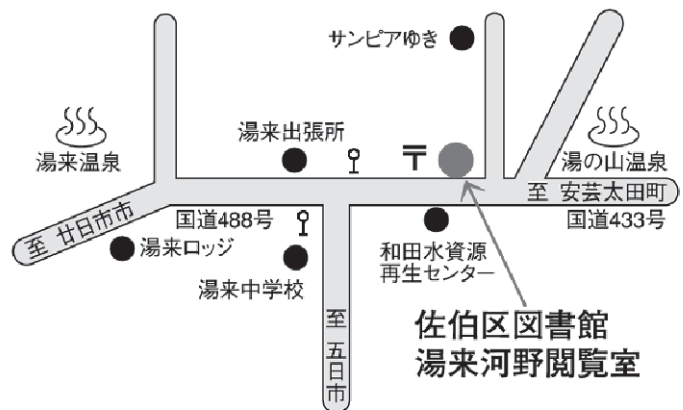 サンピアゆき
湯来温泉
湯来出張所
〒
湯の山温泉
至 安芸太田町
至 廿日市市
国道488号
国道433号
湯来ロッジ
湯来中学校
和田水資源
再生センター
至 五日市
佐伯区図書館
湯来河野閲覧室